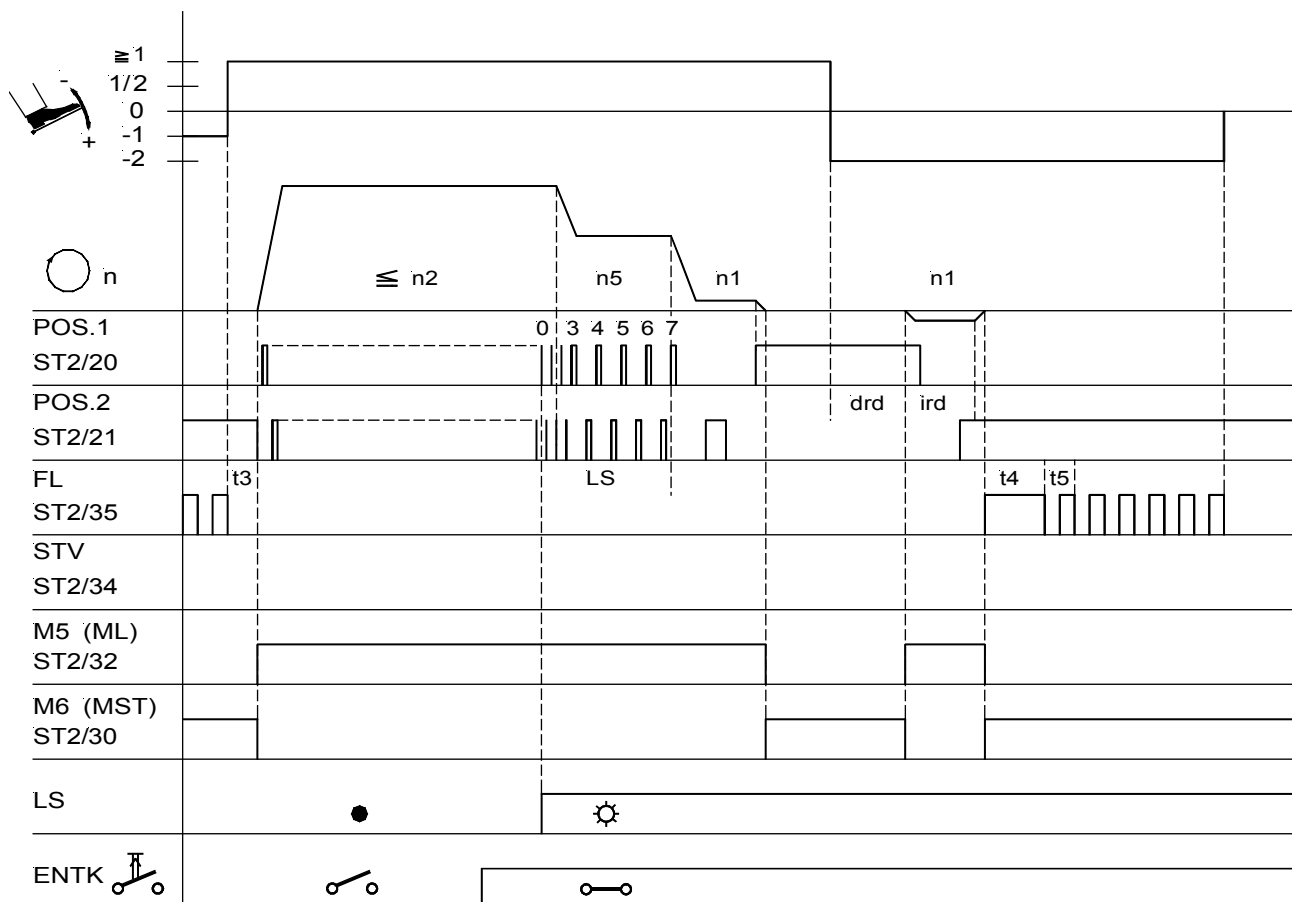 ≧ 1
1/2
-
0
-1
+
-2
n
≦ n2
n5
n1
n1
POS.1
0 3 4 5 6 7
ST2/20
POS.2
drd
ird
ST2/21
FL
t3
LS
t4
t5
ST2/35
STV
ST2/34
M5 (ML)
ST2/32
M6 (MST)
ST2/30
LS
ENTK